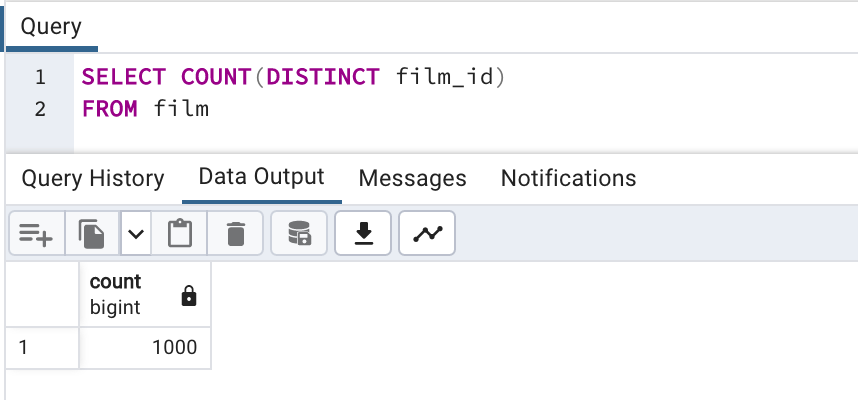 Query
1 SELECT COUNT(DISTINCT film_id)
2 FROM film
Query History Data Output Messages Notifications
count
bigint
1 1000